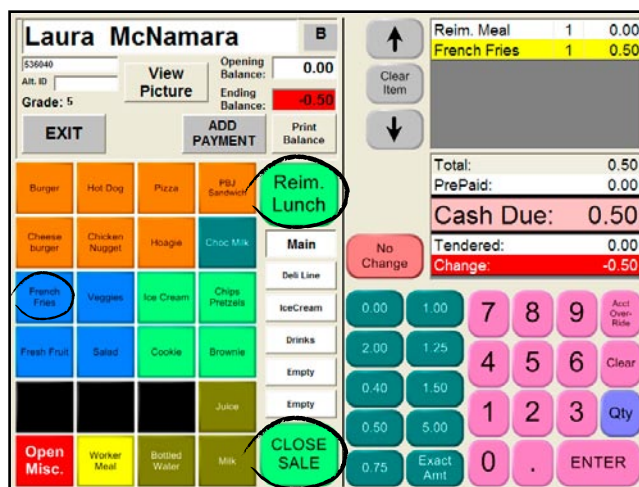 Laura McNamara B
536040
Alt. ID
Grade: 5
View
Picture
Opening
Balance: 0.00
Ending
Balance: -0.50
EXIT
ADD
PAYMENT
Print
Balance
Burger
Hot Dog
Pizza
PBJ
Sandwich
Reim.
Lunch
Cheese
burger
Chicken
Nugget
Hoagie
Choc Milk
Main
Deli Line
French
Fries
Veggies
Ice Cream
Chips
Pretzels
IceCream
Drinks
Fresh Fruit
Salad
Cookie
Brownie
Empty
Empty
Juice
Open
Misc.
Worker
Meal
Bottled
Water
Milk
CLOSE
SALE
Clear
Item
Reim. Meal 1 0.00
French Fries 1 0.50
Total: 0.50
PrePaid: 0.00
Cash Due: 0.50
Tendered: 0.00
Change: -0.50
No
Change
0.00 1.00
2.00 1.25
0.40 1.50
0.50 5.00
0.75 Exact
Amt
7 8 9 Acct
Over-
Ride
4 5 6 Clear
1 2 3 Qty
0 . ENTER